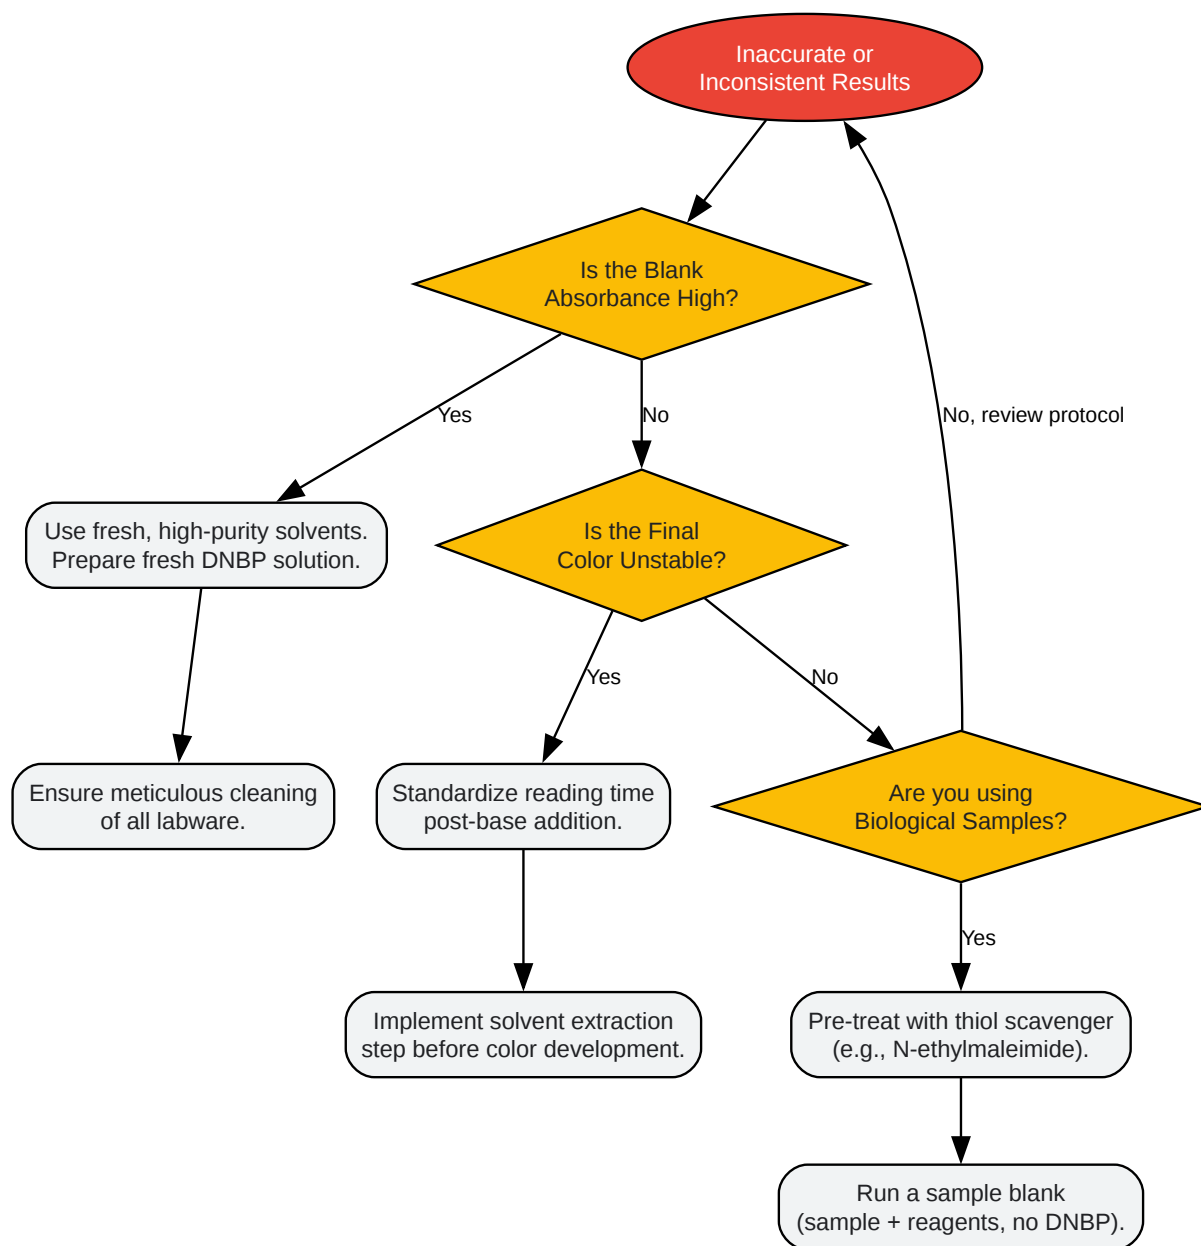 Inaccurate or
Inconsistent Results
Is the Blank
Absorbance High?
Yes
No
No, review protocol
Use fresh, high-purity solvents.
Prepare fresh DNBP solution.
Is the Final
Color Unstable?
Yes
No
Ensure meticulous cleaning
of all labware.
Standardize reading time
post-base addition.
Are you using
Biological Samples?
Yes
Implement solvent extraction
step before color development.
Pre-treat with thiol scavenger
(e.g., N-ethylmaleimide).
Run a sample blank
(sample + reagents, no DNBP).